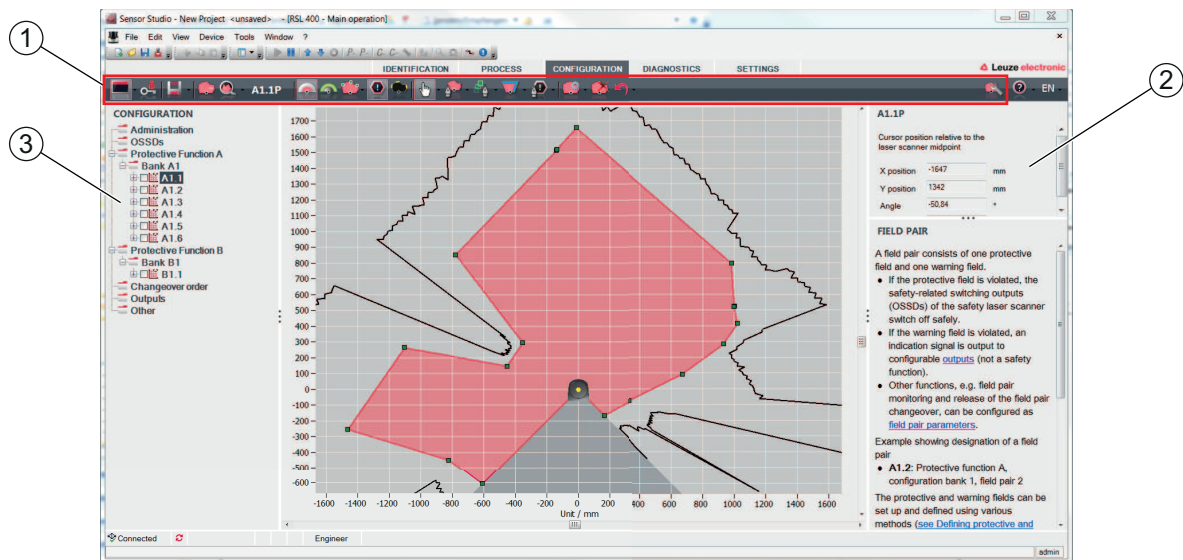 Sensor Studio - New Project <unsaved> - [RSL 400 - Main operation]
File Edit View Device Tools Window ?
IDENTIFICATION PROCESS CONFIGURATION DIAGNOSTICS SETTINGS
Leuze electronic
A1.1P
EN
1
2
3
CONFIGURATION
Administration
OSSDs
Protective Function A
Bank A1
A1.1
A1.2
A1.3
A1.4
A1.5
A1.6
Protective Function B
Bank B1
B1.1
Changeover order
Outputs
Other
1700
1600
1500
1400
1300
1200
1100
1000
900
800
700
600
500
400
300
200
100
0
-100
-200
-300
-400
-500
-600
-1600 -1400 -1200 -1000 -800 -600 -400 -200 0 200 400 600 800 1000 1200 1400 1600
Unit / mm
A1.1P
Cursor position relative to the
laser scanner midpoint
X position -1647 mm
Y position 1342 mm
Angle -50,84 °
FIELD PAIR
A field pair consists of one protective
field and one warning field.
• If the protective field is violated, the
safety-related switching outputs
(OSSDs) of the safety laser scanner
switch off safely.
• If the warning field is violated, an
indication signal is output to
configurable outputs (not a safety
function).
• Other functions, e.g. field pair
monitoring and release of the field pair
changeover, can be configured as
field pair parameters.
Example showing designation of a field
pair
• A1.2: Protective function A,
configuration bank 1, field pair 2
The protective and warning fields can be
set up and defined using various
methods (see Defining protective and
Connected
Engineer
admin